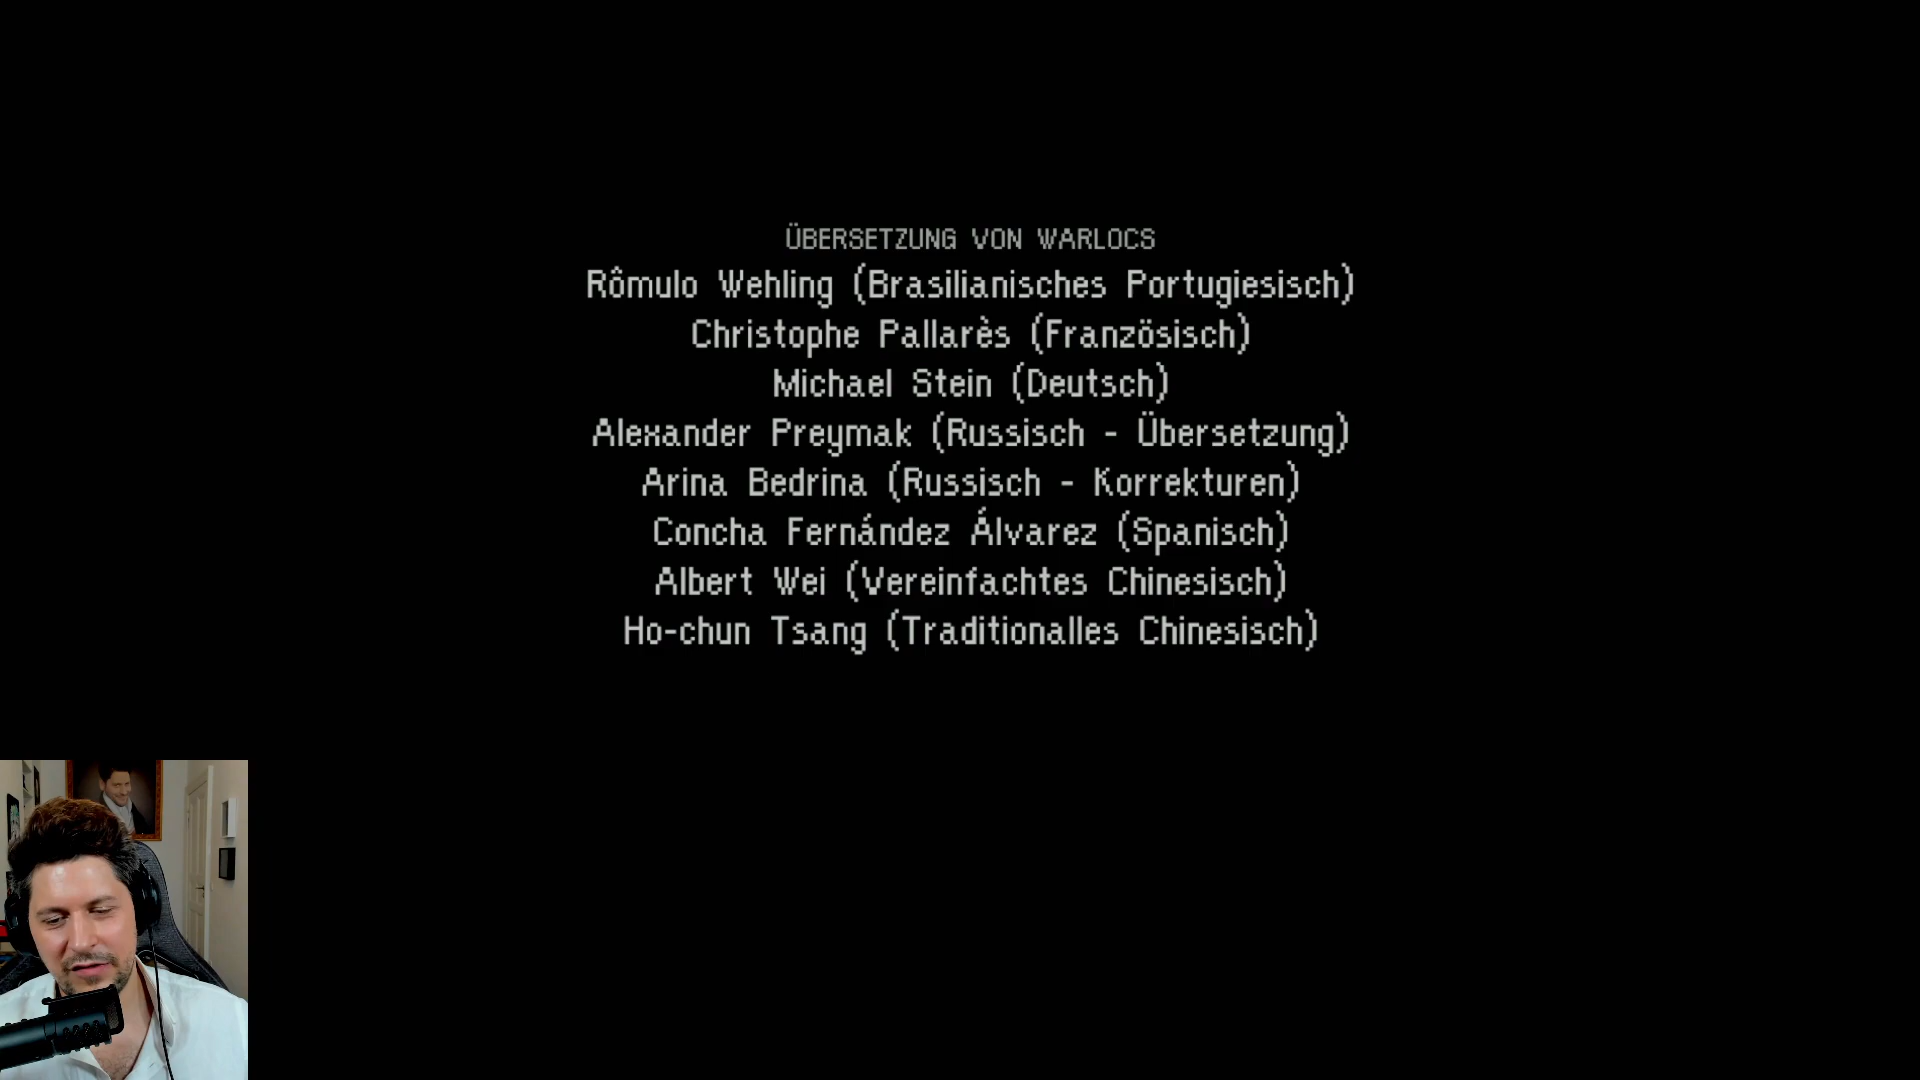 ÜBERSETZUNG VON WARLOCS
Rômulo Wehling (Brasilianisches Portugiesisch)
Christophe Pallarès (Französisch)
Michael Stein (Deutsch)
Alexander Preymak (Russisch - Übersetzung)
Arina Bedrina (Russisch - Korrekturen)
Concha Fernández Álvarez (Spanisch)
Albert Wei (Vereinfachtes Chinesisch)
Ho-chun Tsang (Traditionalles Chinesisch)